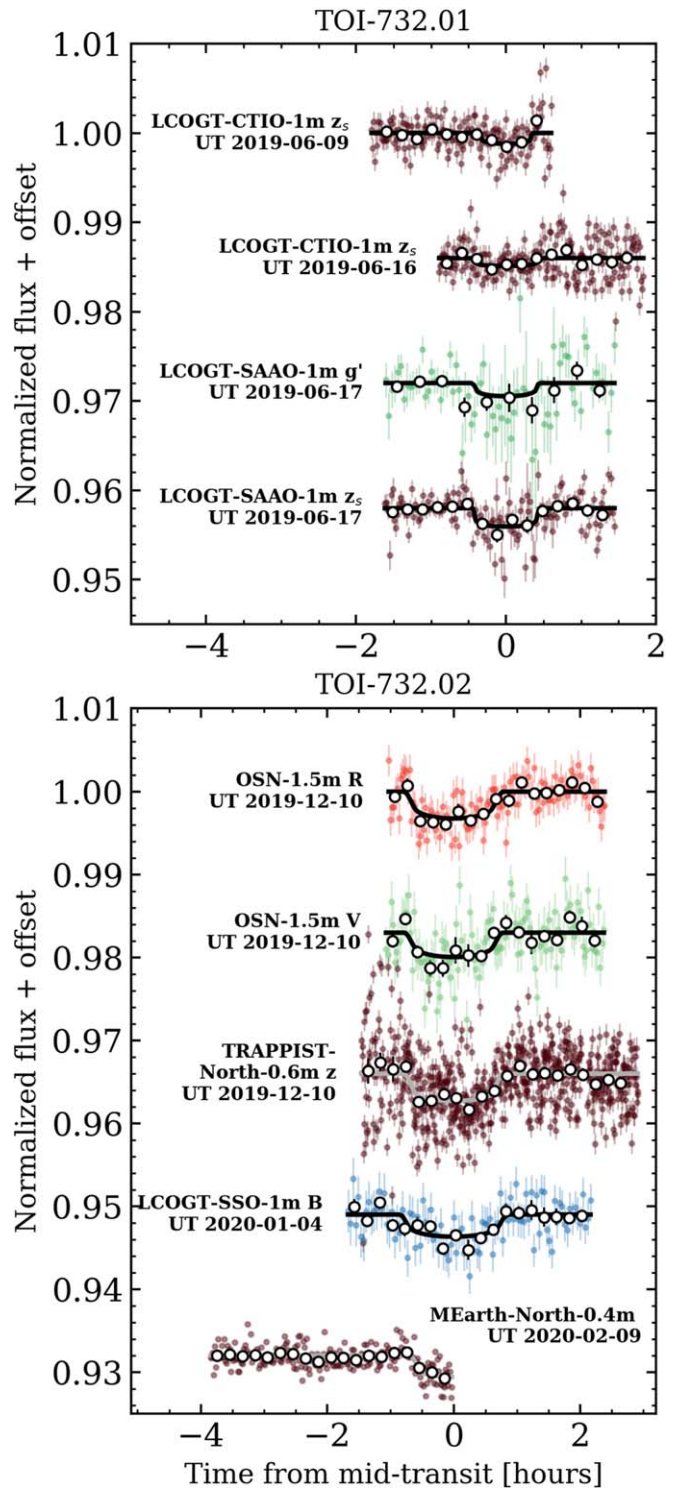 TOI-732.01
1.01
1.00
0.99
0.98
0.97
0.96
0.95
Normalized flux + offset
LCOGT-CTIO-1m zₛ
UT 2019-06-09
LCOGT-CTIO-1m zₛ
UT 2019-06-16
LCOGT-SAAO-1m g'
UT 2019-06-17
LCOGT-SAAO-1m zₛ
UT 2019-06-17
−4 −2 0 2
TOI-732.02
1.01
1.00
0.99
0.98
0.97
0.96
0.95
0.94
0.93
Normalized flux + offset
OSN-1.5m R
UT 2019-12-10
OSN-1.5m V
UT 2019-12-10
TRAPPIST-
North-0.6m z
UT 2019-12-10
LCOGT-SSO-1m B
UT 2020-01-04
MEarth-North-0.4m
UT 2020-02-09
−4 −2 0 2
Time from mid-transit [hours]